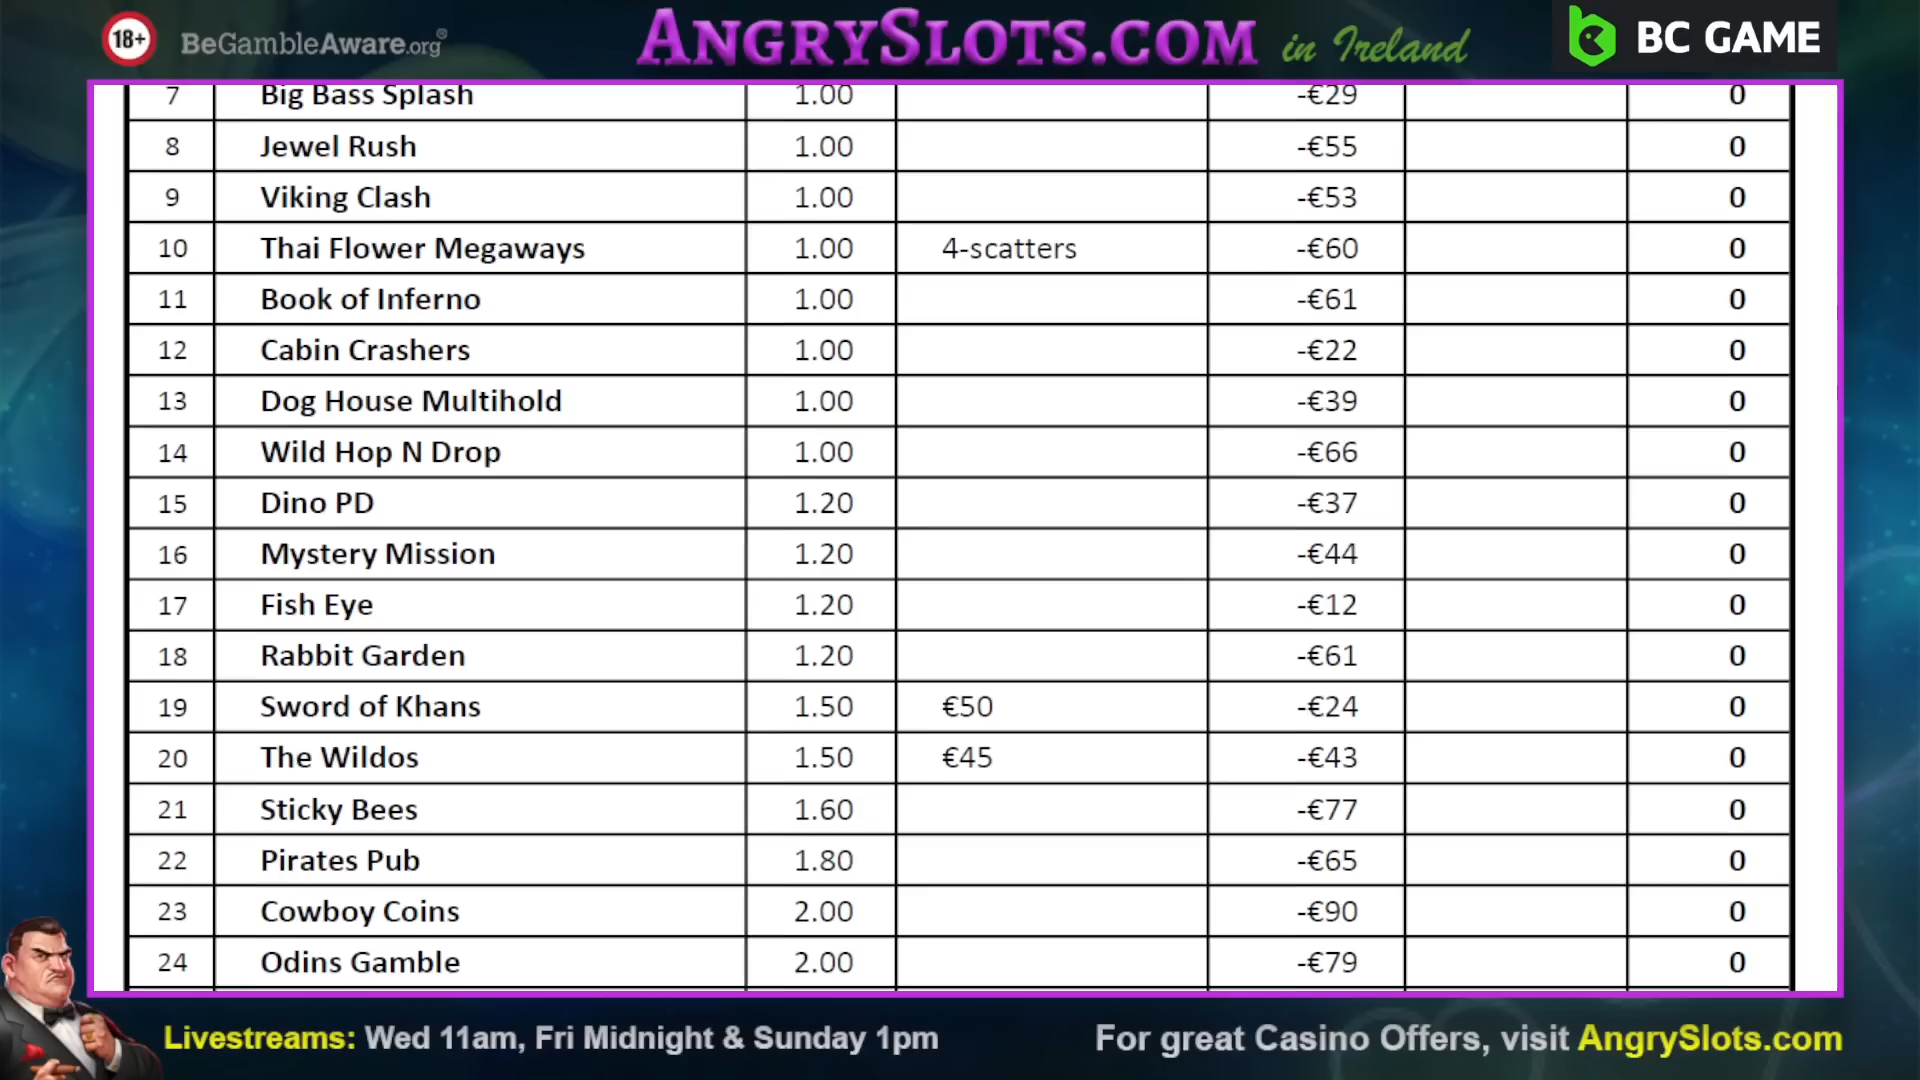 18+ BeGambleAware.org® ANGRYSLOTS.COM in Ireland BC GAME
7 Big Bass Splash 1.00 -€29 0
8 Jewel Rush 1.00 -€55 0
9 Viking Clash 1.00 -€53 0
10 Thai Flower Megaways 1.00 4-scatters -€60 0
11 Book of Inferno 1.00 -€61 0
12 Cabin Crashers 1.00 -€22 0
13 Dog House Multihold 1.00 -€39 0
14 Wild Hop N Drop 1.00 -€66 0
15 Dino PD 1.20 -€37 0
16 Mystery Mission 1.20 -€44 0
17 Fish Eye 1.20 -€12 0
18 Rabbit Garden 1.20 -€61 0
19 Sword of Khans 1.50 €50 -€24 0
20 The Wildos 1.50 €45 -€43 0
21 Sticky Bees 1.60 -€77 0
22 Pirates Pub 1.80 -€65 0
23 Cowboy Coins 2.00 -€90 0
24 Odins Gamble 2.00 -€79 0
Livestreams: Wed 11am, Fri Midnight & Sunday 1pm For great Casino Offers, visit AngrySlots.com